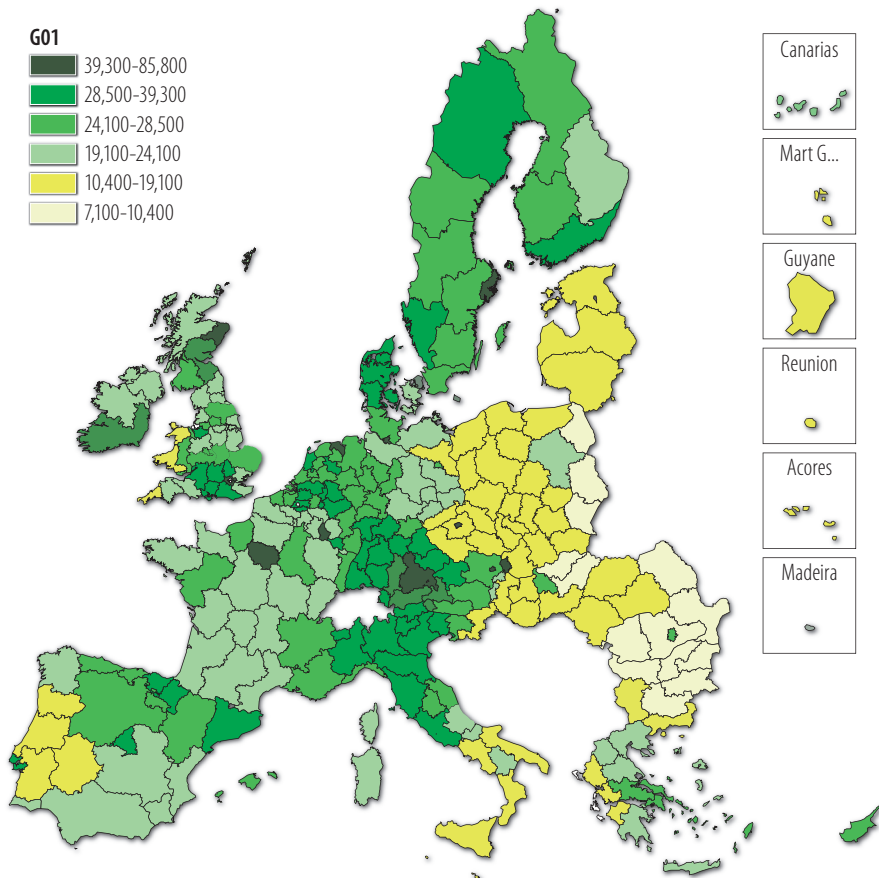 G01
39,300-85,800
28,500-39,300
24,100-28,500
19,100-24,100
10,400-19,100
7,100-10,400
Canarias
Mart G...
Guyane
Reunion
Acores
Madeira